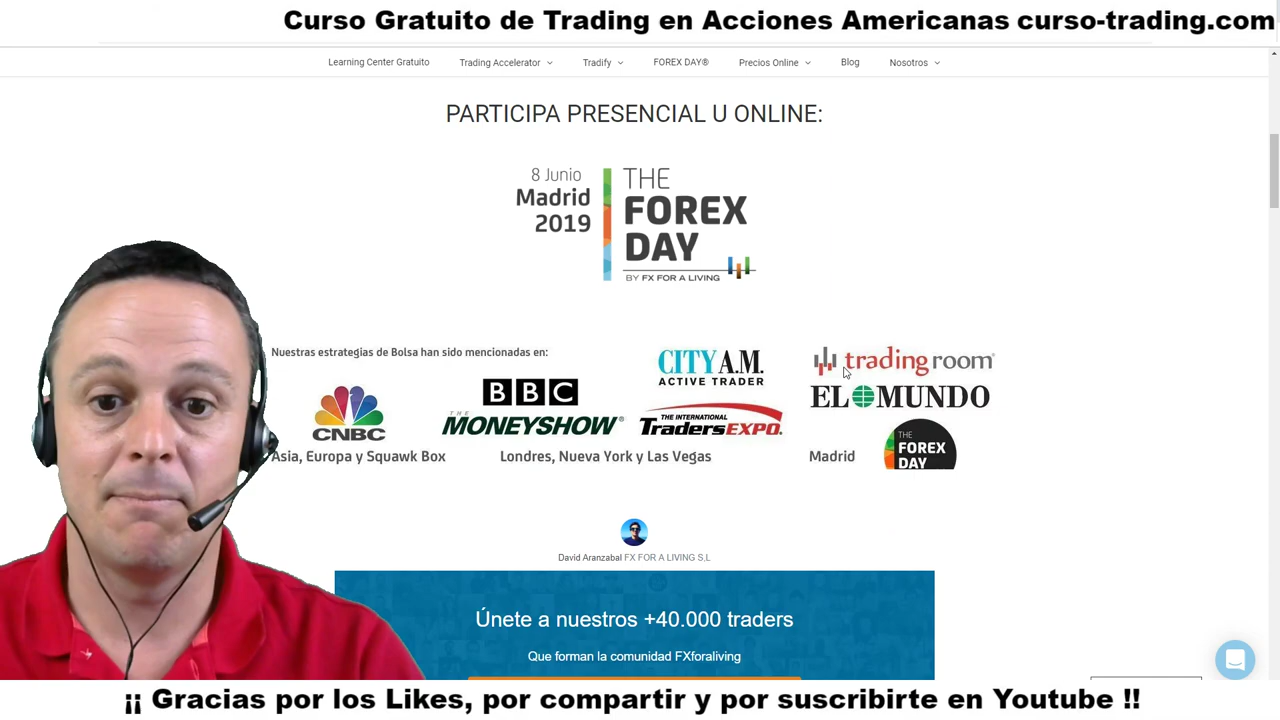 Curso Gratuito de Trading en Acciones Americanas curso-trading.com
Learning Center Gratuito Trading Accelerator Tradify FOREX DAY® Precios Online Blog Nosotros
PARTICIPA PRESENCIAL U ONLINE:
8 Junio
Madrid
2019
THE
FOREX
DAY
BY FX FOR A LIVING
Nuestras estrategias de Bolsa han sido mencionadas en:
CNBC
BBC
THE MONEYSHOW®
CITY A.M.
ACTIVE TRADER
THE INTERNATIONAL
TradersEXPO.
tradingroom®
EL MUNDO
Asia, Europa y Squawk Box
Londres, Nueva York y Las Vegas
Madrid
THE
FOREX
DAY
David Aranzabal FX FOR A LIVING S,L
Únete a nuestros +40.000 traders
Que forman la comunidad FXforaliving
¡¡ Gracias por los Likes, por compartir y por suscribirte en Youtube !!